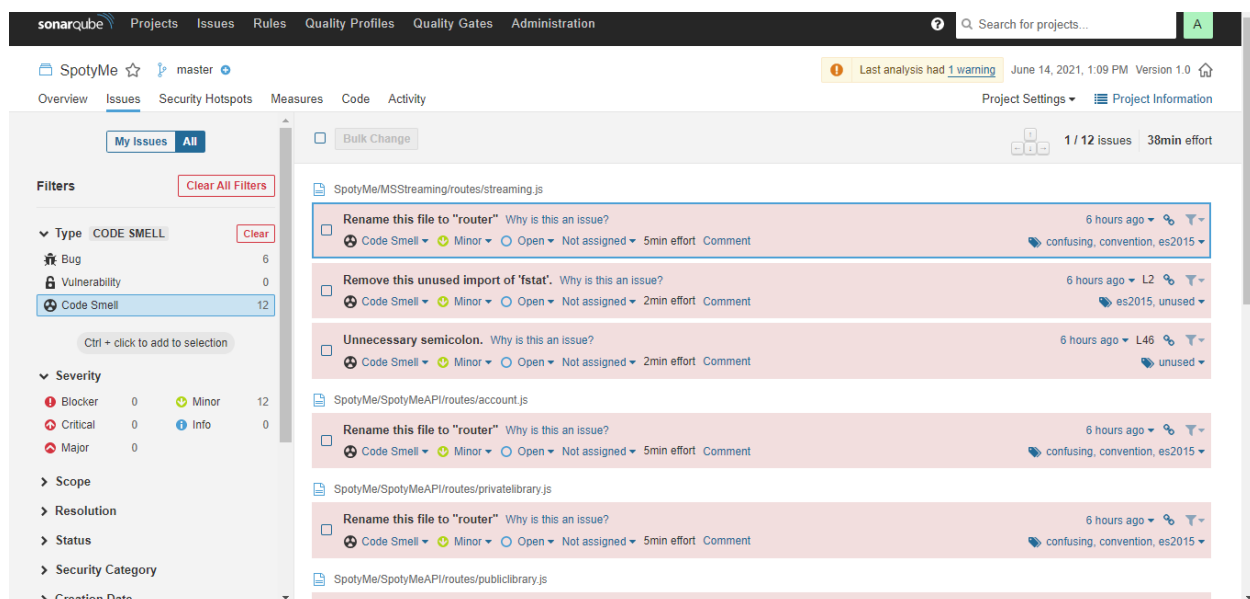 sonarqube Projects Issues Rules Quality Profiles Quality Gates Administration ? Search for projects... A
SpotyMe master Last analysis had 1 warning June 14, 2021, 1:09 PM Version 1.0
Overview Issues Security Hotspots Measures Code Activity Project Settings Project Information
My Issues All
Filters Clear All Filters
Type CODE SMELL Clear
Bug 6
Vulnerability 0
Code Smell 12
Ctrl + click to add to selection
Severity
Blocker 0 Minor 12
Critical 0 Info 0
Major 0
Scope
Resolution
Status
Security Category
Creation Date
Bulk Change 1 / 12 issues 38min effort
SpotyMe/MSStreaming/routes/streaming.js
Rename this file to "router" Why is this an issue? 6 hours ago
Code Smell Minor Open Not assigned 5min effort Comment confusing, convention, es2015
Remove this unused import of 'fstat'. Why is this an issue? 6 hours ago L2
Code Smell Minor Open Not assigned 2min effort Comment es2015, unused
Unnecessary semicolon. Why is this an issue? 6 hours ago L46
Code Smell Minor Open Not assigned 2min effort Comment unused
SpotyMe/SpotyMeAPI/routes/account.js
Rename this file to "router" Why is this an issue? 6 hours ago
Code Smell Minor Open Not assigned 5min effort Comment confusing, convention, es2015
SpotyMe/SpotyMeAPI/routes/privatelibrary.js
Rename this file to "router" Why is this an issue? 6 hours ago
Code Smell Minor Open Not assigned 5min effort Comment confusing, convention, es2015
SpotyMe/SpotyMeAPI/routes/publiclibrary.js